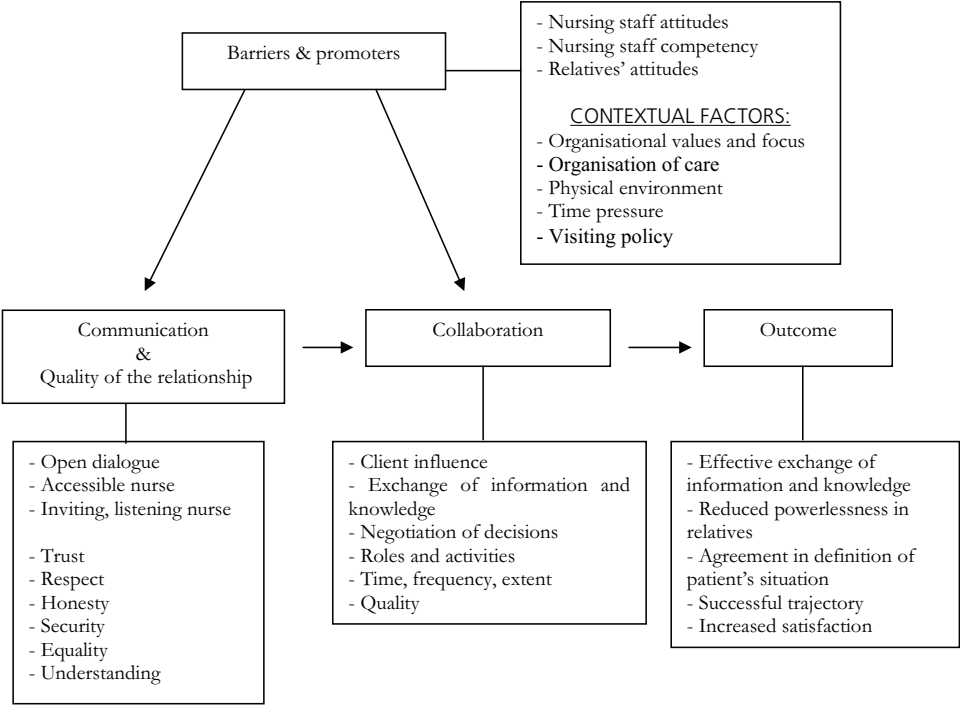 Barriers & promoters
- Nursing staff attitudes
- Nursing staff competency
- Relatives’ attitudes
CONTEXTUAL FACTORS:
- Organisational values and focus
- Organisation of care
- Physical environment
- Time pressure
- Visiting policy
Communication
&
Quality of the relationship
Collaboration
Outcome
- Open dialogue
- Accessible nurse
- Inviting, listening nurse
- Trust
- Respect
- Honesty
- Security
- Equality
- Understanding
- Client influence
- Exchange of information and
knowledge
- Negotiation of decisions
- Roles and activities
- Time, frequency, extent
- Quality
- Effective exchange of
information and knowledge
- Reduced powerlessness in
relatives
- Agreement in definition of
patient’s situation
- Successful trajectory
- Increased satisfaction